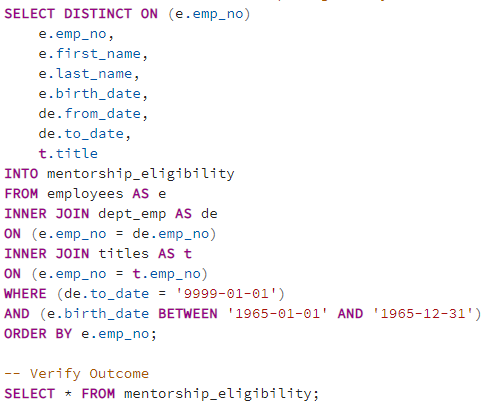 SELECT DISTINCT ON (e.emp_no)
    e.emp_no,
    e.first_name,
    e.last_name,
    e.birth_date,
    de.from_date,
    de.to_date,
    t.title
INTO mentorship_eligibility
FROM employees AS e
INNER JOIN dept_emp AS de
ON (e.emp_no = de.emp_no)
INNER JOIN titles AS t
ON (e.emp_no = t.emp_no)
WHERE (de.to_date = '9999-01-01')
AND (e.birth_date BETWEEN '1965-01-01' AND '1965-12-31')
ORDER BY e.emp_no;

-- Verify Outcome
SELECT * FROM mentorship_eligibility;